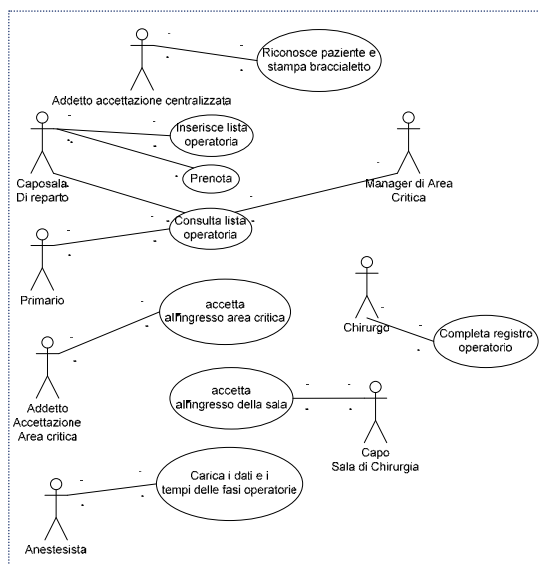 Riconosce paziente e
stampa braccialetto
Addetto accettazione centralizzata
Inserisce lista
operatoria
Prenota
Caposala
Di reparto
Manager di Area
Critica
Consulta lista
operatoria
Primario
accetta
all'ingresso area critica
Chirurgo
Completa registro
operatorio
Addetto
Accettazione
Area critica
accetta
all'ingresso della sala
Capo
Sala di Chirurgia
Carica i dati e i
tempi delle fasi operatorie
Anestesista